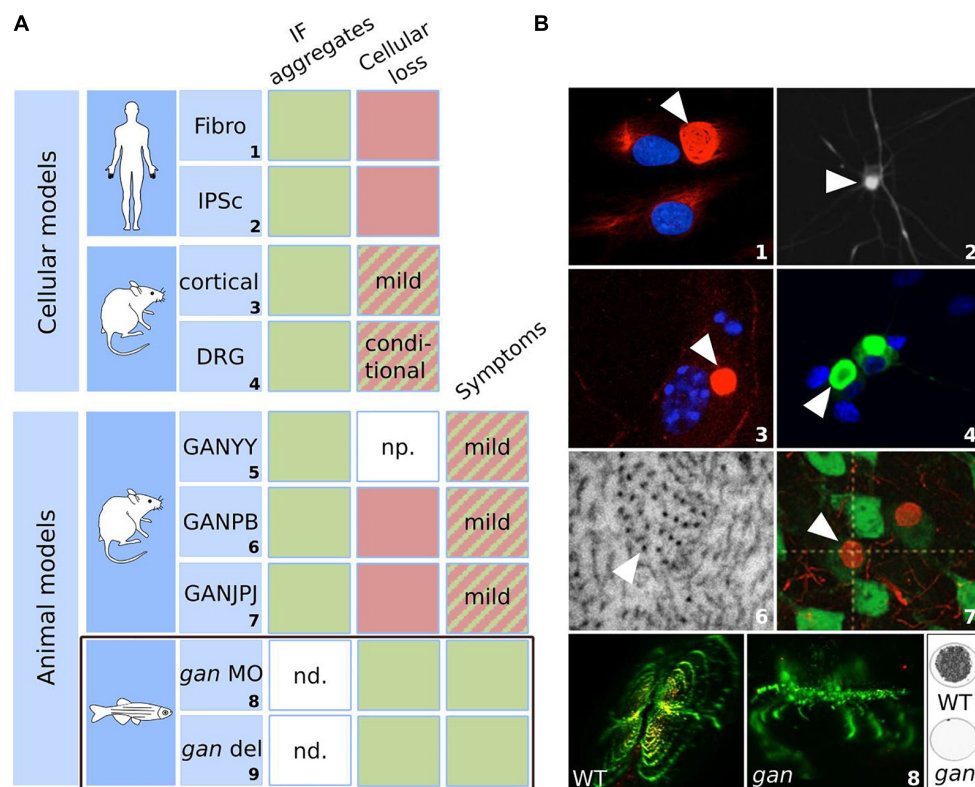 A
B
IF
aggregates
Cellular
loss
Cellular models
Fibro
1
IPSc
2
cortical
3
mild
DRG
4
condi-
tional
Symptoms
Animal models
GANYY
5
np.
mild
GANPB
6
mild
GANJPJ
7
mild
gan MO
8
nd.
gan del
9
nd.
1
2
3
4
6
7
WT
gan
8
WT
gan